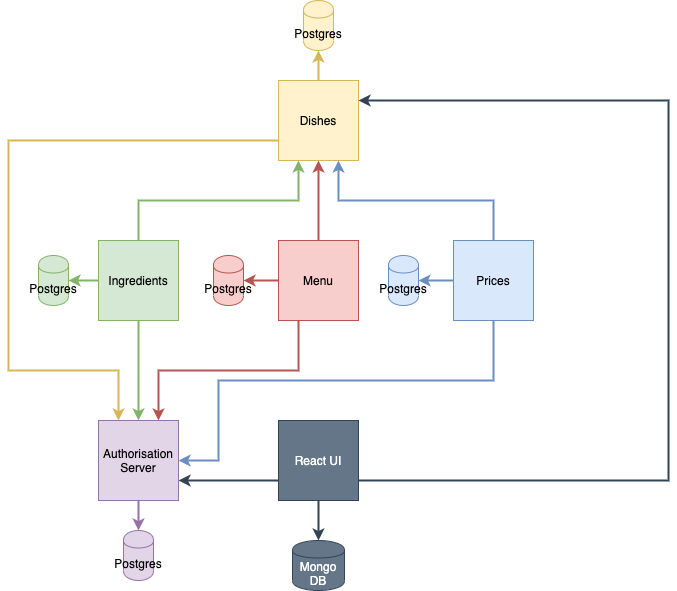 Postgres
Dishes
Postgres
Ingredients
Postgres
Menu
Postgres
Prices
Authorisation
Server
React UI
Postgres
Mongo
DB